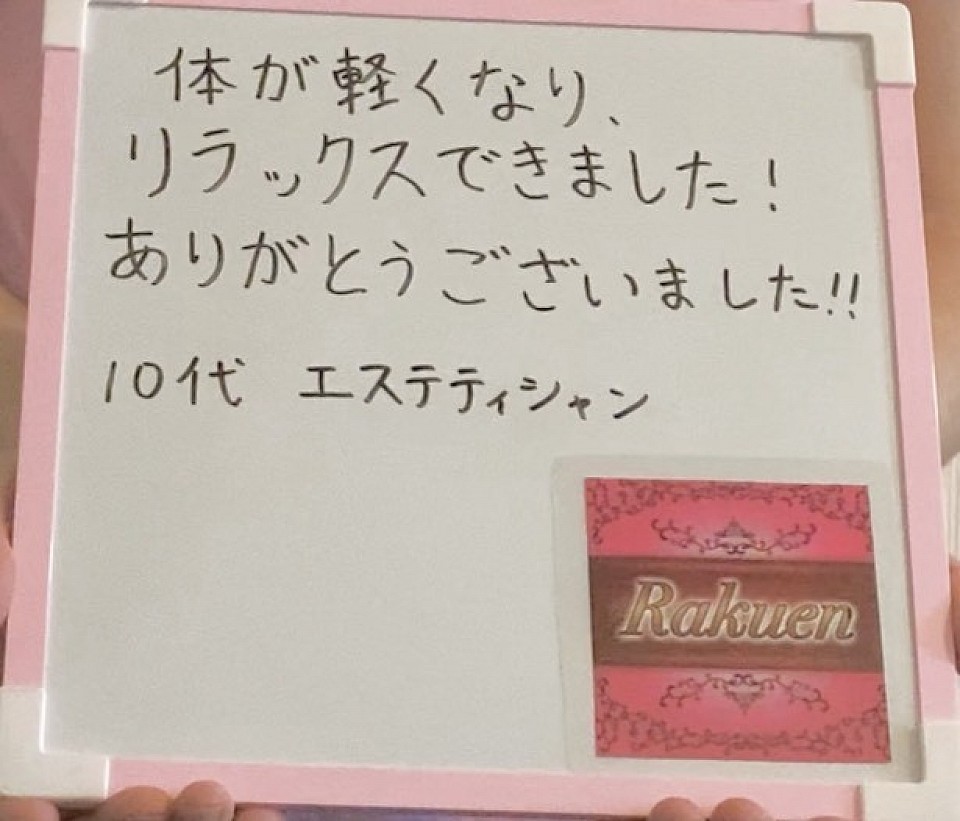 体が軽くなり、
リラックスできました！
ありがとうございました!!
10代 エステティシャン
Rakuen